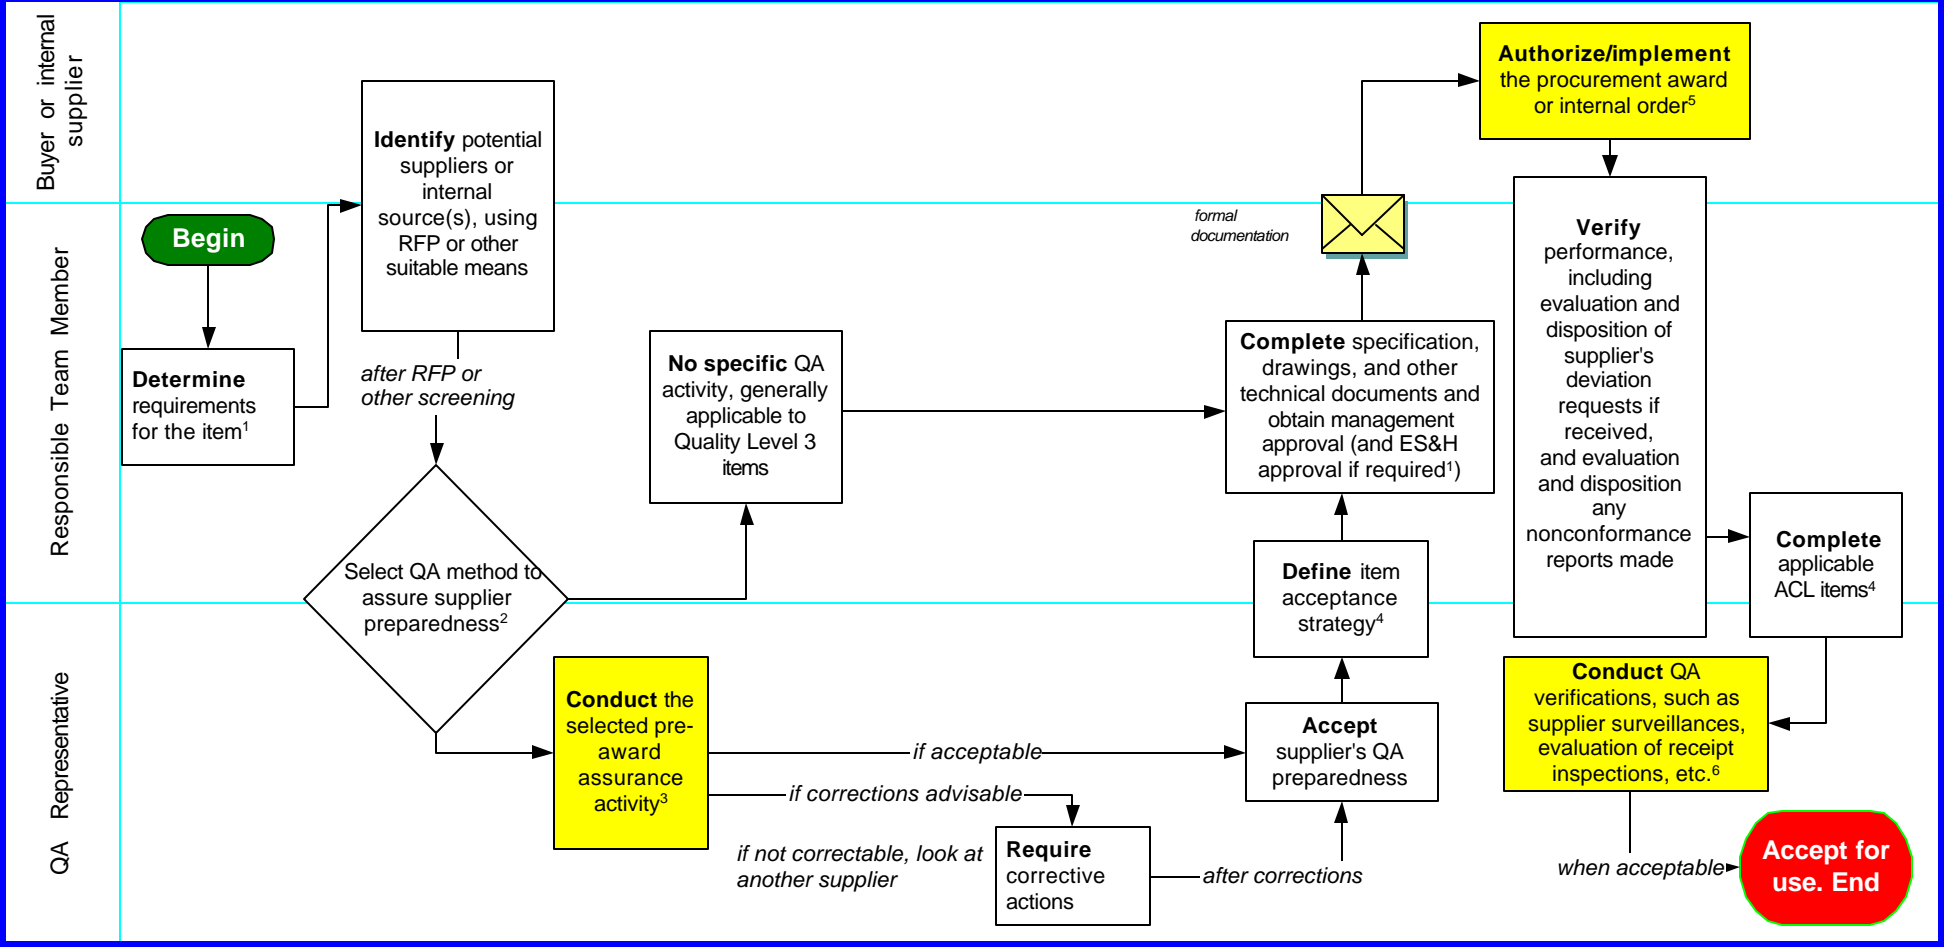 Buyer or internal
supplier
Responsible Team Member
QA Representative
Begin
Determine
requirements
for the item1
Identify potential
suppliers or
internal
source(s), using
RFP or other
suitable means
after RFP or
other screening
Select QA method to
assure supplier
preparedness2
No specific QA
activity, generally
applicable to
Quality Level 3
items
Conduct the
selected pre-
award
assurance
activity3
if acceptable
if corrections advisable
if not correctable, look at
another supplier
Require
corrective
actions
after corrections
Accept
supplier's QA
preparedness
Define item
acceptance
strategy4
Complete specification,
drawings, and other
technical documents and
obtain management
approval (and ES&H
approval if required1)
formal
documentation
Authorize/implement
the procurement award
or internal order5
Verify
performance,
including
evaluation and
disposition of
supplier's
deviation
requests if
received,
and evaluation
and disposition
any
nonconformance
reports made
Complete
applicable
ACL items4
Conduct QA
verifications, such as
supplier surveillances,
evaluation of receipt
inspections, etc.6
when acceptable
Accept for
use. End